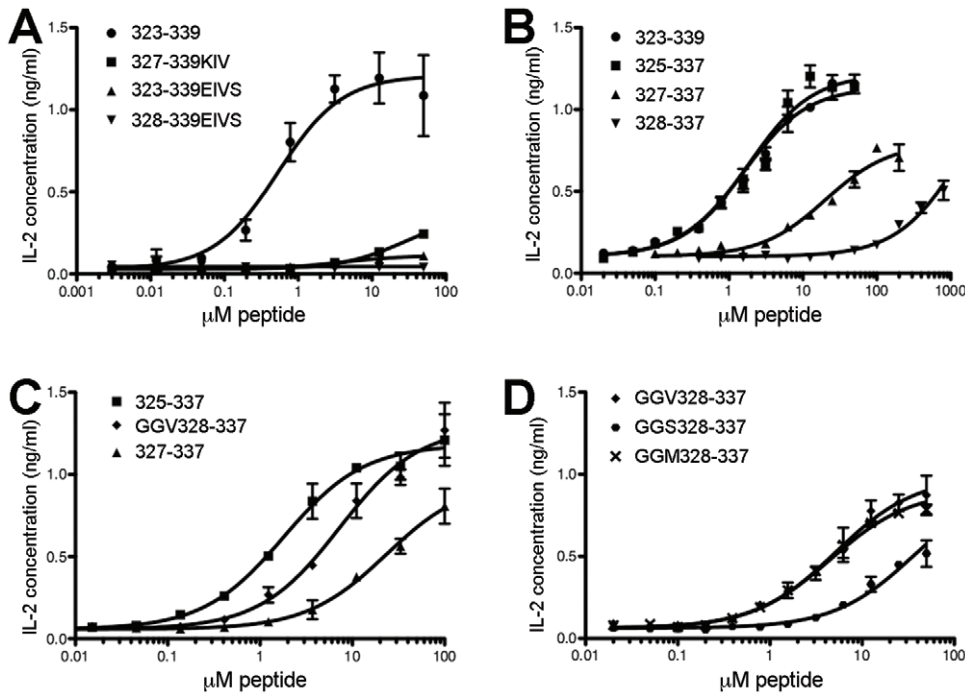 A
323-339
327-339KIV
323-339EIVS
328-339EIVS
IL-2 concentration (ng/ml)
1.5
1.0
0.5
0.0
0.001 0.01 0.1 1 10 100
µM peptide
B
323-339
325-337
327-337
328-337
IL-2 concentration (ng/ml)
1.5
1.0
0.5
0.0
0.01 0.1 1 10 100 1000
µM peptide
C
325-337
GGV328-337
327-337
IL-2 concentration (ng/ml)
1.5
1.0
0.5
0.0
0.01 0.1 1 10 100
µM peptide
D
GGV328-337
GGS328-337
GGM328-337
IL-2 concentration (ng/ml)
1.5
1.0
0.5
0.0
0.01 0.1 1 10 100
µM peptide